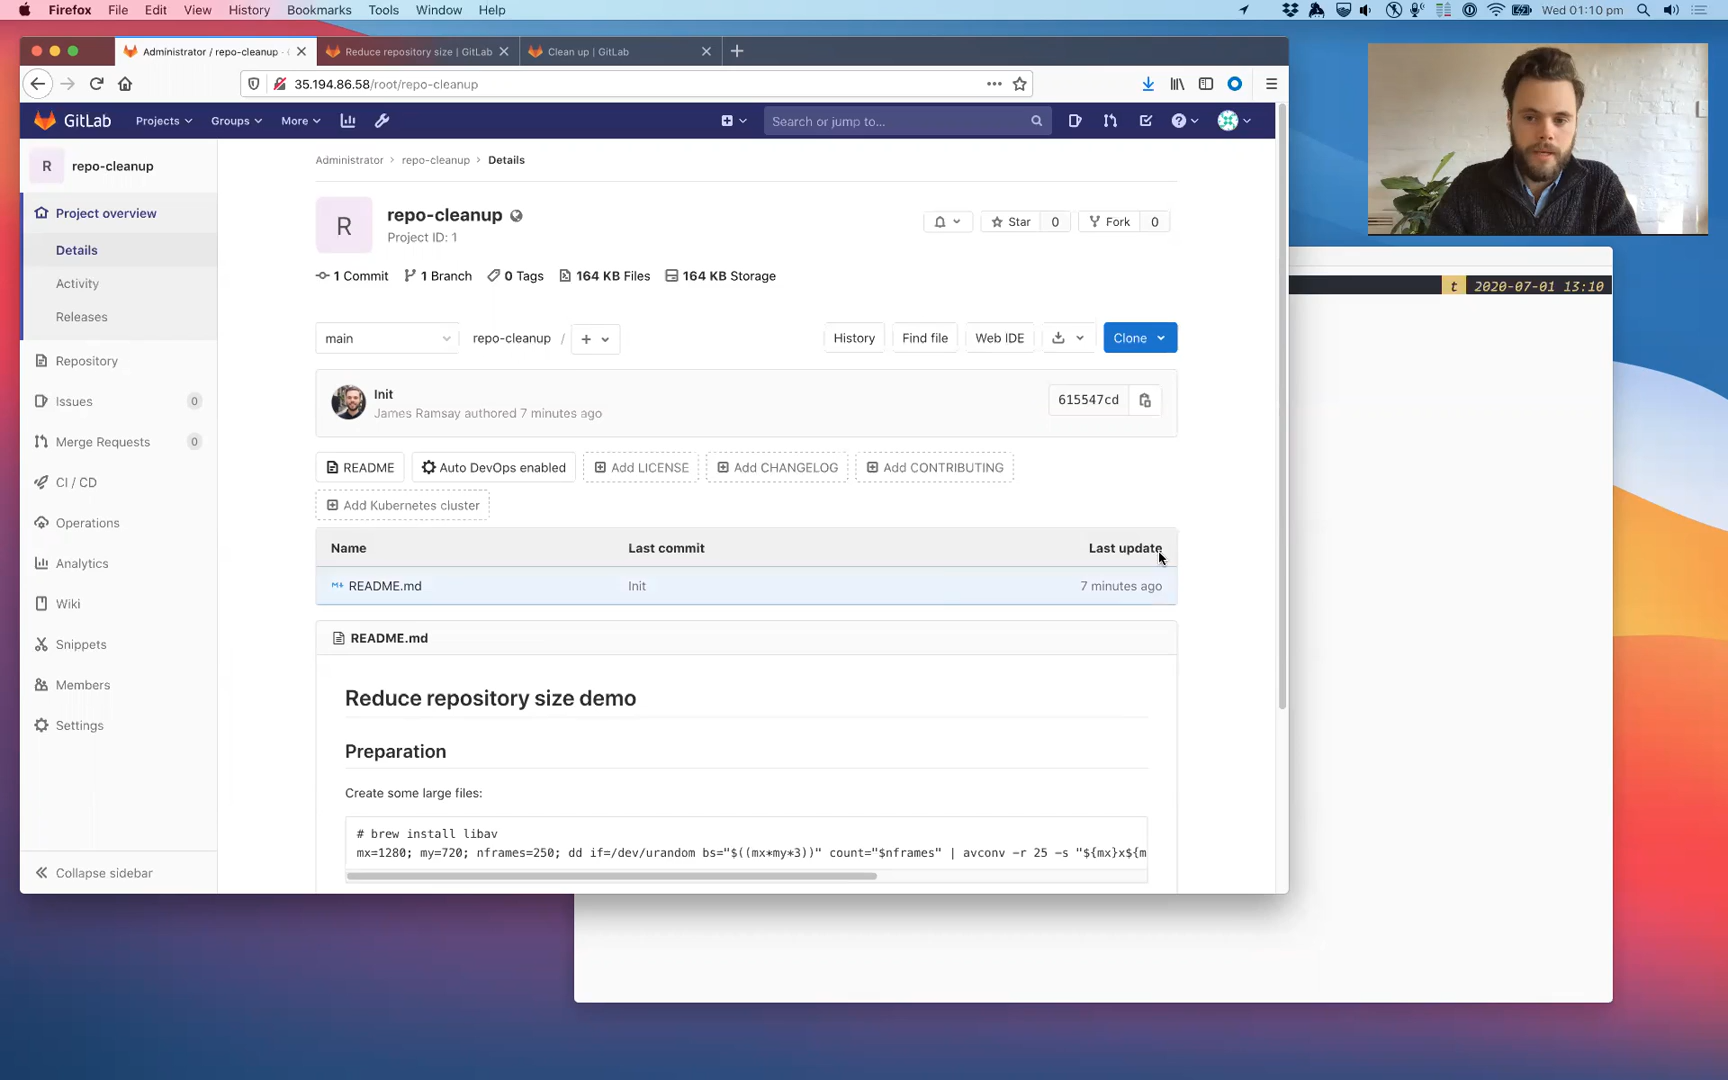 Firefox File Edit View History Bookmarks Tools Window Help
Wed 01:10 pm
Administrator / repo-cleanup ·
Reduce repository size | GitLab
Clean up | GitLab
35.194.86.58/root/repo-cleanup
GitLab Projects Groups More
Search or jump to...
R repo-cleanup
Project overview
Details
Activity
Releases
Repository
Issues 0
Merge Requests 0
CI / CD
Operations
Analytics
Wiki
Snippets
Members
Settings
Collapse sidebar
Administrator > repo-cleanup > Details
R
repo-cleanup
Project ID: 1
Star 0
Fork 0
1 Commit 1 Branch 0 Tags 164 KB Files 164 KB Storage
main
repo-cleanup / +
History
Find file
Web IDE
Clone
Init
James Ramsay authored 7 minutes ago
615547cd
README
Auto DevOps enabled
Add LICENSE
Add CHANGELOG
Add CONTRIBUTING
Add Kubernetes cluster
Name Last commit Last update
README.md Init 7 minutes ago
README.md
Reduce repository size demo
Preparation
Create some large files:
# brew install libav
mx=1280; my=720; nframes=250; dd if=/dev/urandom bs="$((mx*my*3))" count="$nframes" | avconv -r 25 -s "${mx}x${m
t 2020-07-01 13:10